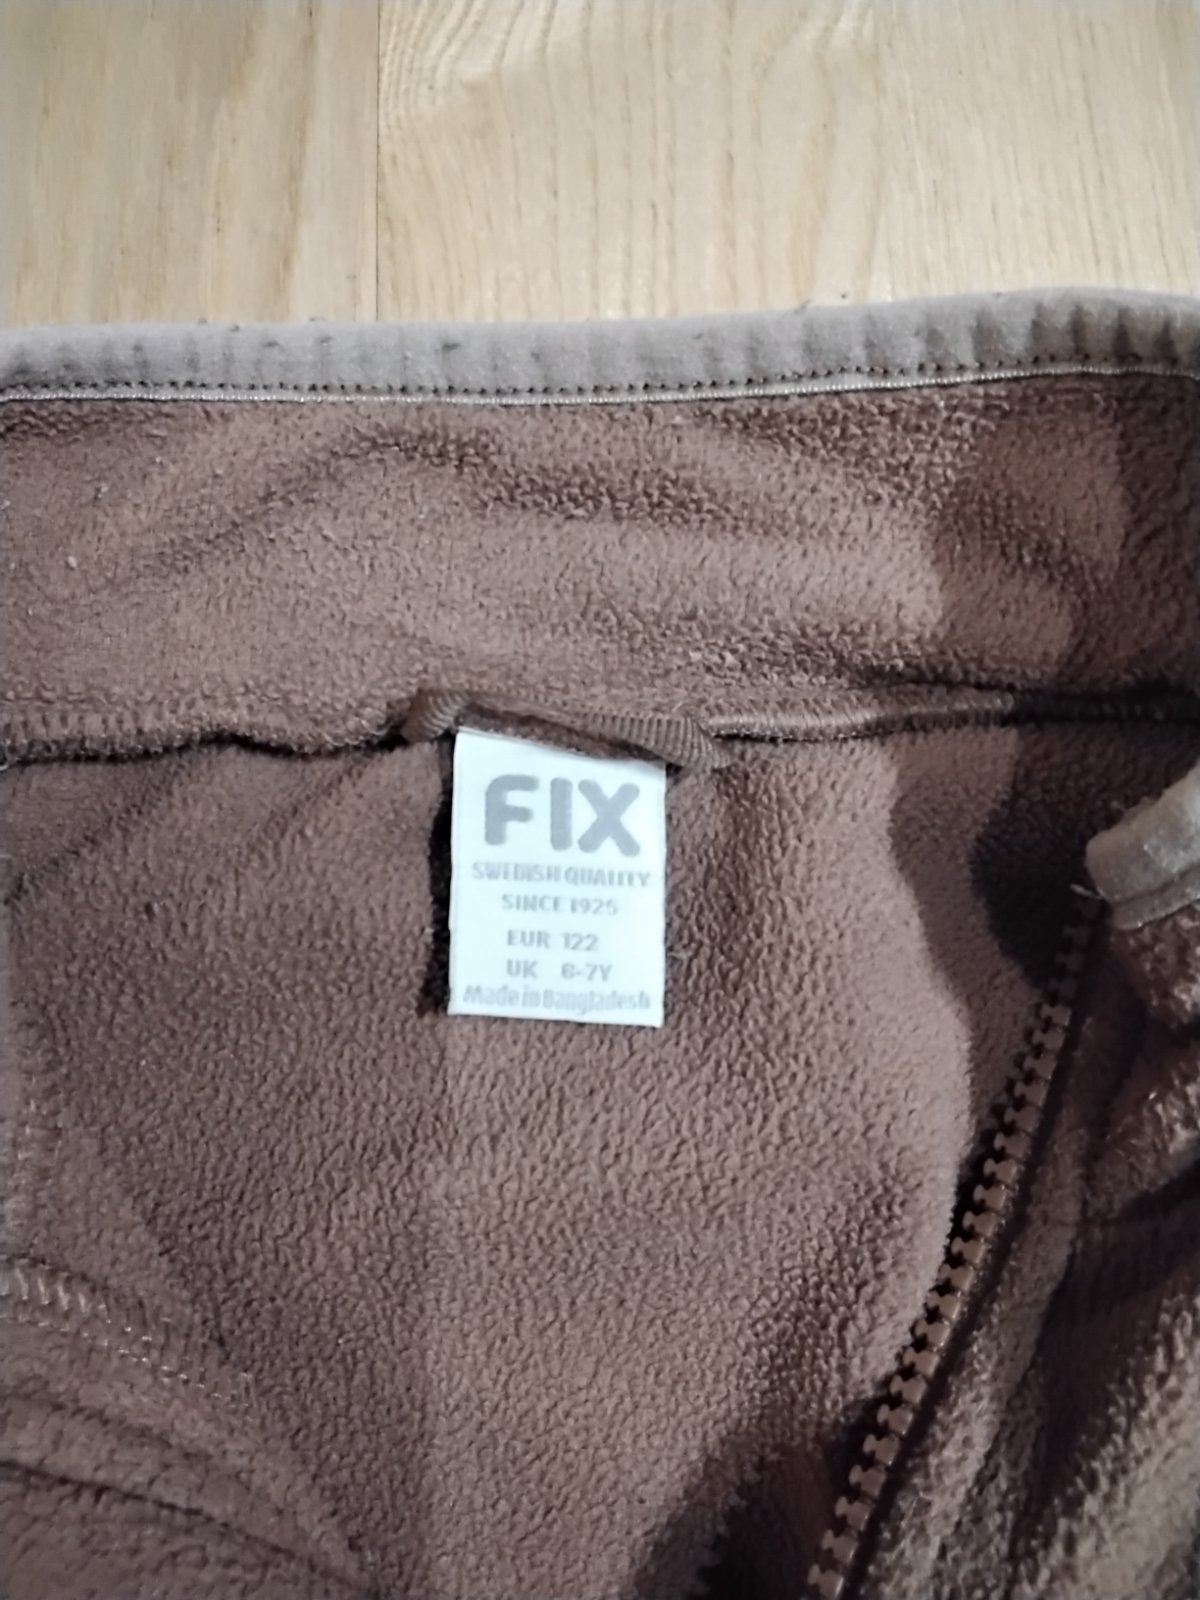 FIX
SWEDISH QUALITY
SINCE 1925
EUR 122
UK 6-7Y
Made in Bangladesh